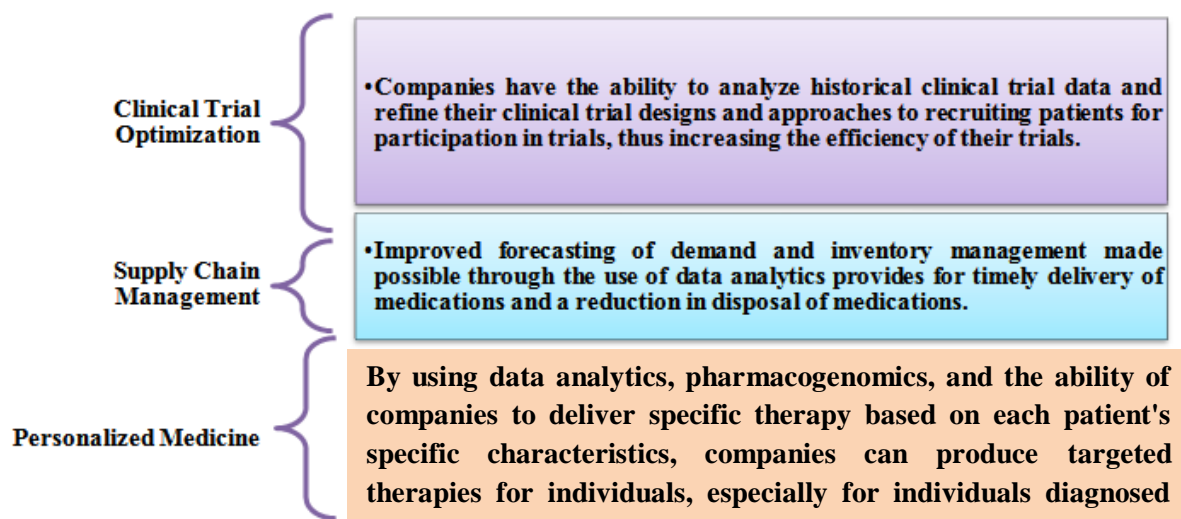 Clinical Trial
Optimization
•Companies have the ability to analyze historical clinical trial data and
refine their clinical trial designs and approaches to recruiting patients for
participation in trials, thus increasing the efficiency of their trials.
Supply Chain
Management
•Improved forecasting of demand and inventory management made
possible through the use of data analytics provides for timely delivery of
medications and a reduction in disposal of medications.
Personalized Medicine
By using data analytics, pharmacogenomics, and the ability of
companies to deliver specific therapy based on each patient's
specific characteristics, companies can produce targeted
therapies for individuals, especially for individuals diagnosed